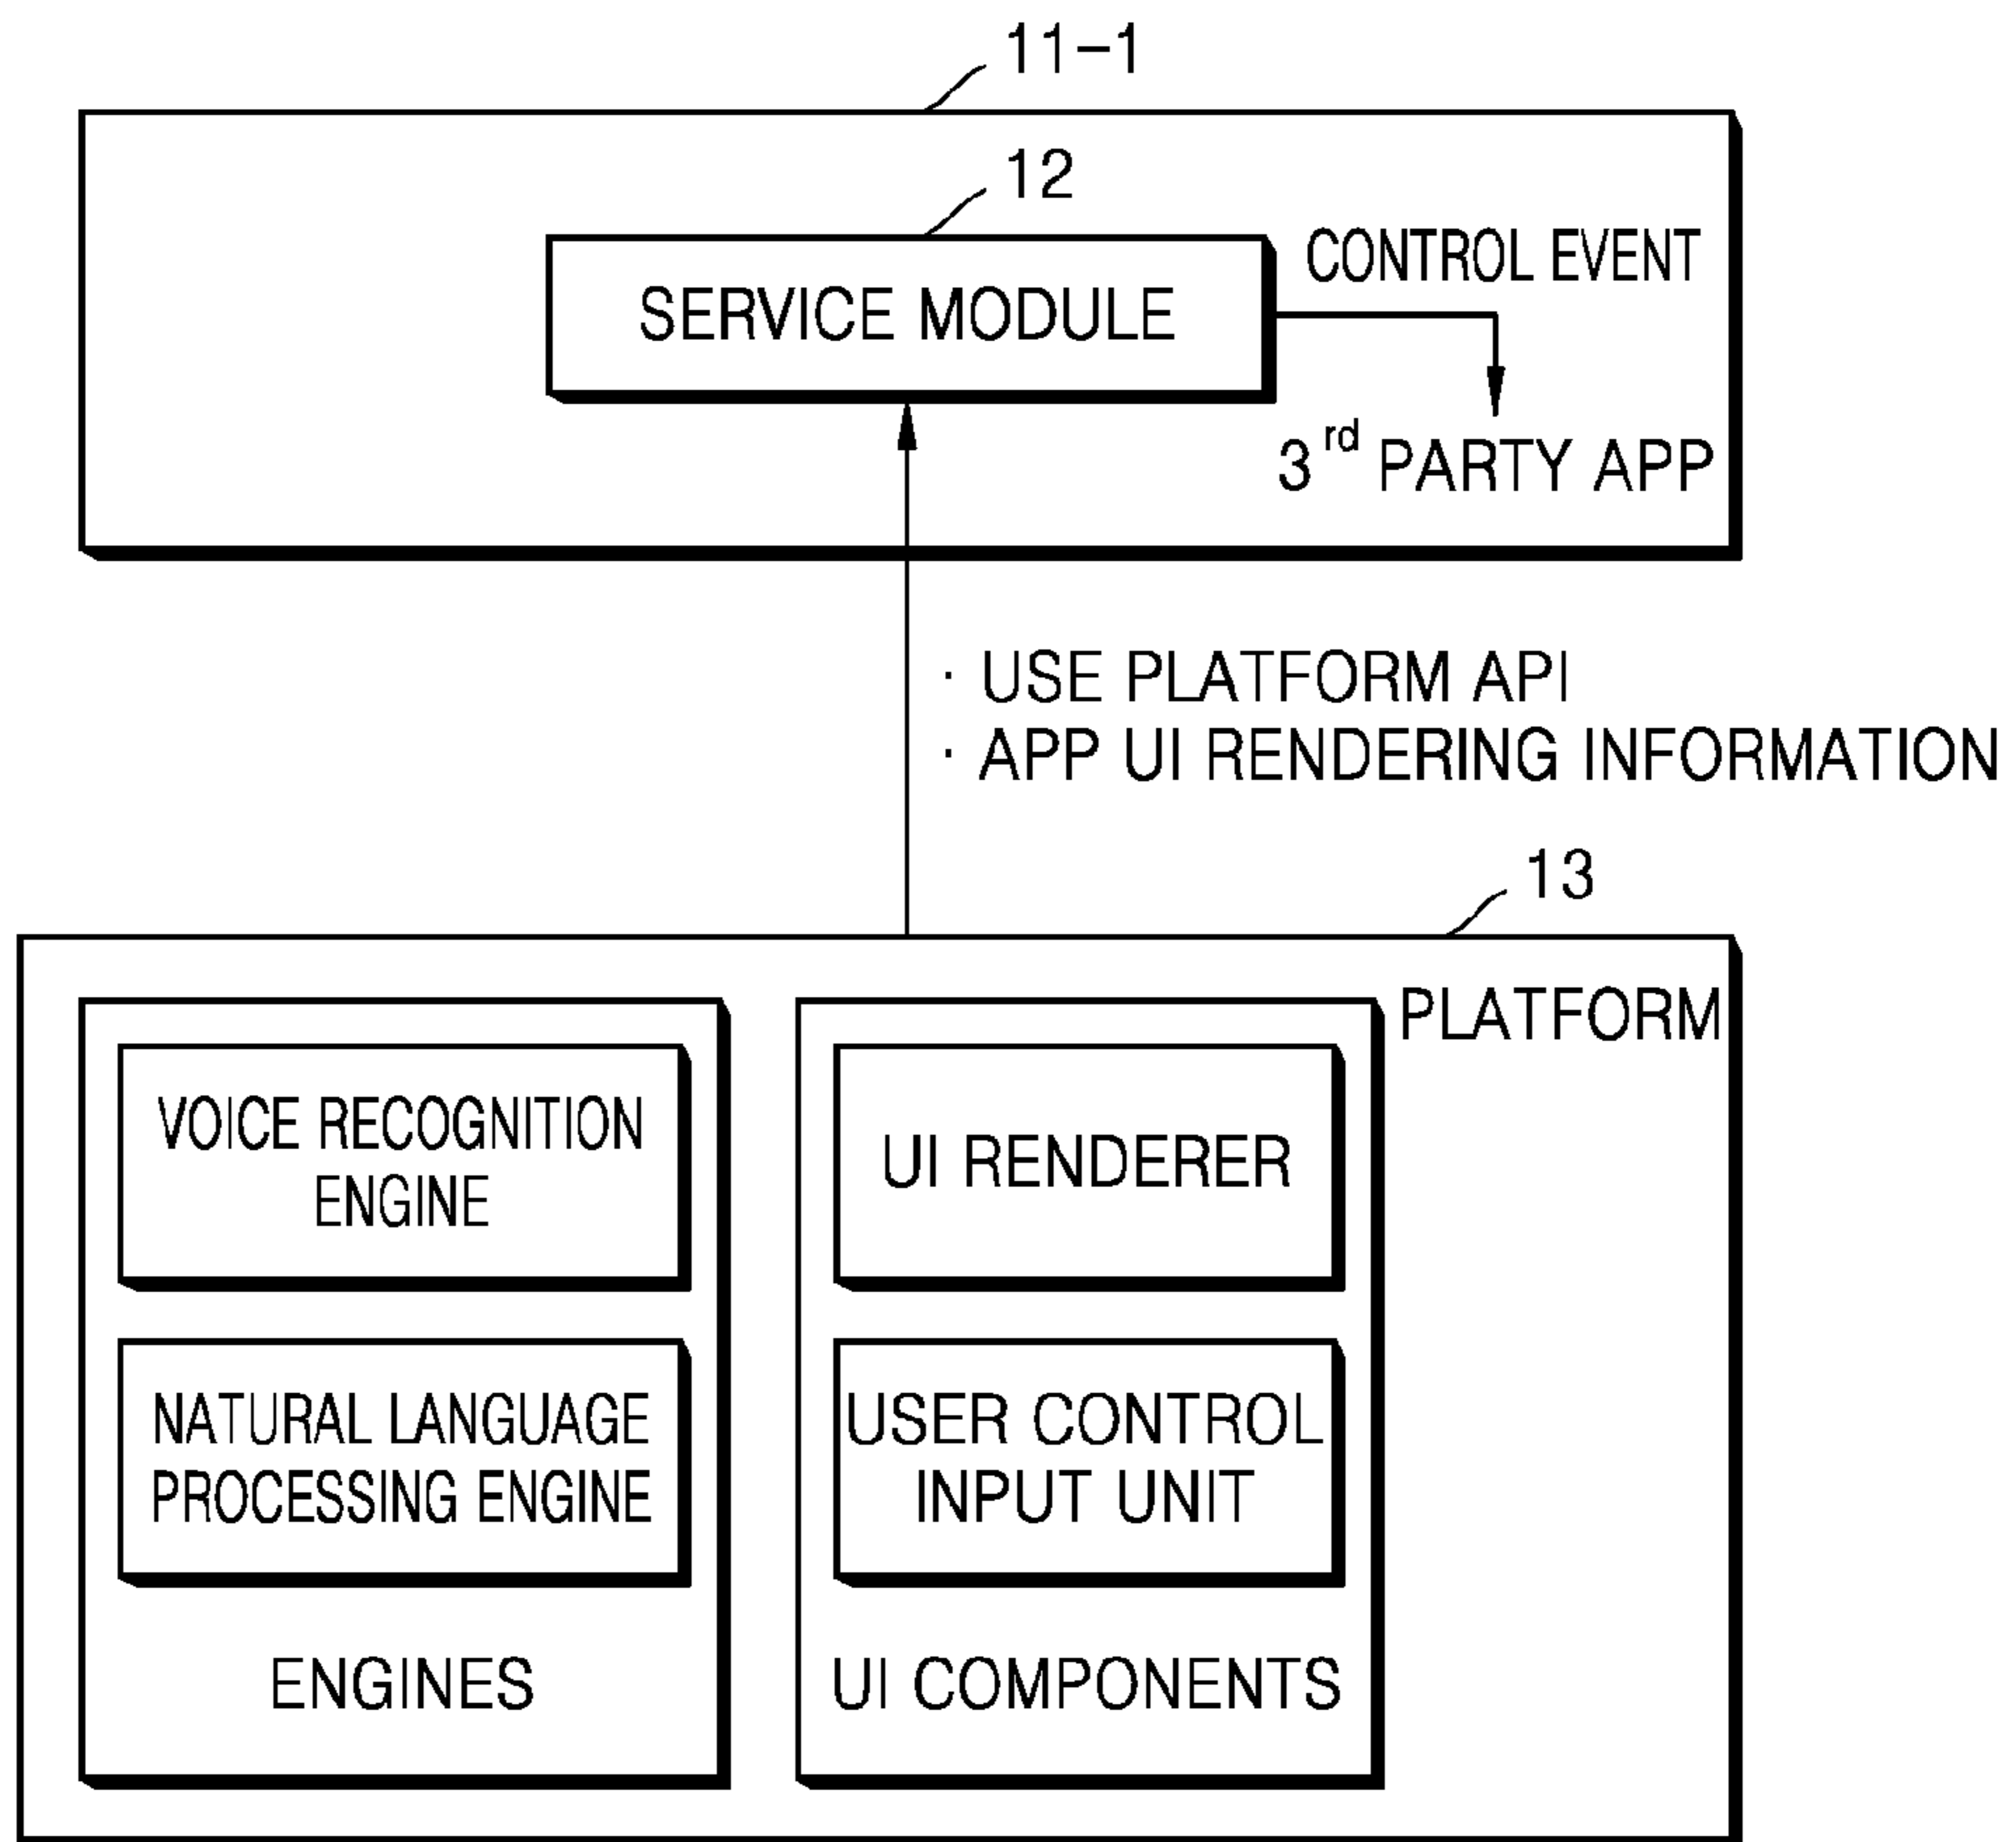 11-1
12
CONTROL EVENT
SERVICE MODULE
3rd PARTY APP
· USE PLATFORM API
· APP UI RENDERING INFORMATION
13
PLATFORM
VOICE RECOGNITION
ENGINE
UI RENDERER
NATURAL LANGUAGE
PROCESSING ENGINE
USER CONTROL
INPUT UNIT
ENGINES
UI COMPONENTS